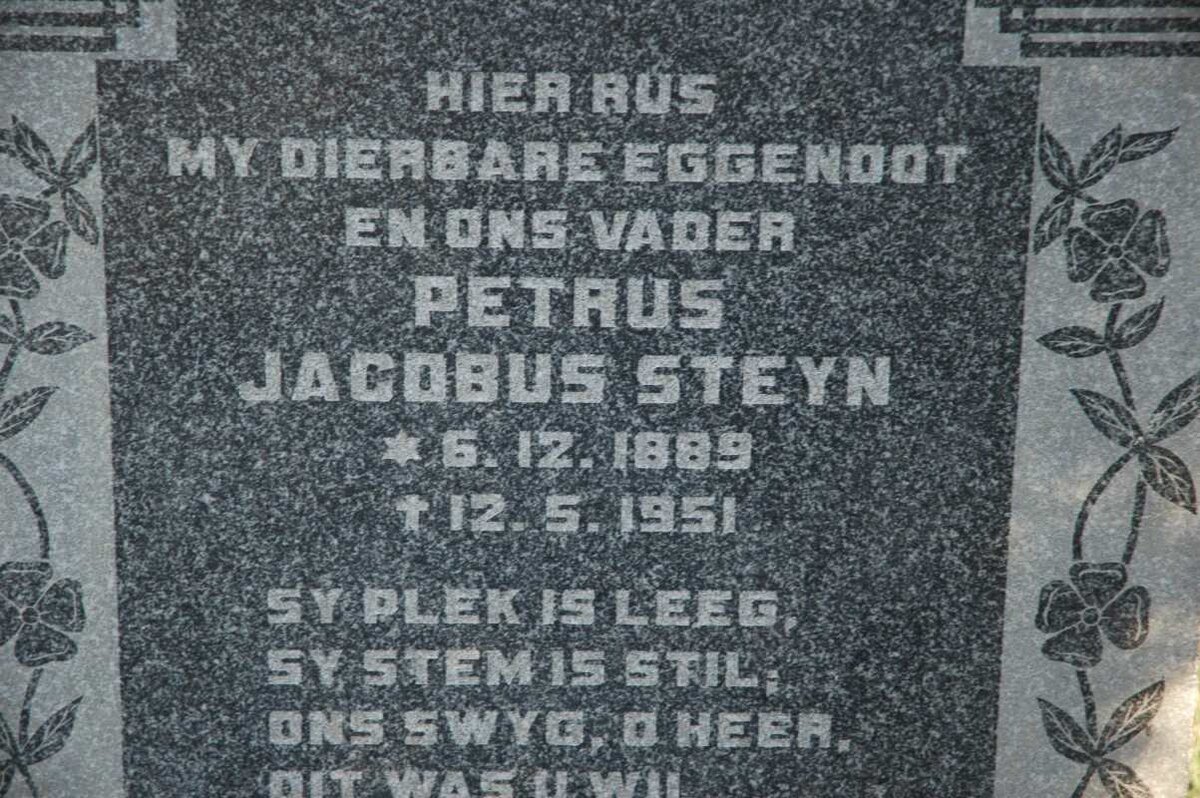 HIER RUS
MY DIERBARE EGGENOOT
EN ONS VADER
PETRUS
JACOBUS STEYN
★ 6. 12. 1889
† 12. 5. 1951
SY PLEK IS LEEG,
SY STEM IS STIL;
ONS SWYG, O HEER,
DIT WAS U WIL